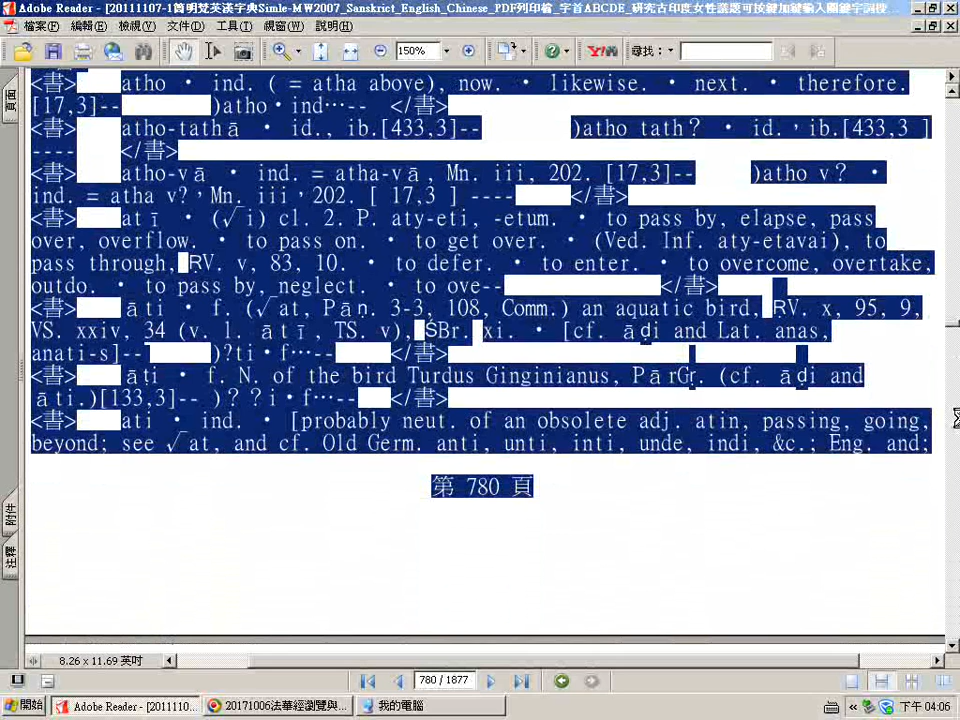 Adobe Reader - [20111107-1簡明梵英漢字典Simle-MW2007_Sanskrict_English_Chinese_PDF列印檔_字首ABCDE_研究古印度女性議題可按鍵加鍵輸入關鍵字詞搜
檔案(F) 編輯(E) 檢視(V) 文件(D) 工具(T) 視窗(W) 說明(H)
150% 尋找：
頁面
<書> atho ‧ ind. ( = atha above), now. ‧ likewise. ‧ next. ‧ therefore.
[17,3]-- )atho‧ind…-- </書>
<書> atho-tathā ‧ id., ib.[433,3]-- )atho tath? ‧ id.，ib.[433,3 ]
---- </書>
<書> atho-vā ‧ ind. = atha-vā, Mn. iii, 202. [17,3]-- )atho v? ‧
ind. = atha v?，Mn. iii，202. [ 17,3 ] ---- </書>
<書> atī ‧ (√i) cl. 2. P. aty-eti, -etum. ‧ to pass by, elapse, pass
over, overflow. ‧ to pass on. ‧ to get over. ‧ (Ved. Inf. aty-etavai), to
pass through, ṚV. v, 83, 10. ‧ to defer. ‧ to enter. ‧ to overcome, overtake,
outdo. ‧ to pass by, neglect. ‧ to ove-- </書>
<書> āti ‧ f. (√at, Pāṇ. 3-3, 108, Comm.) an aquatic bird, ṚV. x, 95, 9,
VS. xxiv, 34 (v. l. ātī, TS. v), ŚBr. xi. ‧ [cf. āḍi and Lat. anas,
anati-s]-- )?ti‧f…-- </書>
<書> āṭi ‧ f. N. of the bird Turdus Ginginianus, PārGṛ. (cf. āḍi and
āti.)[133,3]-- )??i‧f…-- </書>
<書> ati ‧ ind. ‧ [probably neut. of an obsolete adj. atin, passing, going,
beyond; see √at, and cf. Old Germ. anti, unti, inti, unde, indi, &c.; Eng. and;
第 780 頁
附件
注釋
8.26 x 11.69 英吋
780 / 1877
開始 Adobe Reader - [2011110... 20171006法華經瀏覽與... 我的電腦 下午 04:06